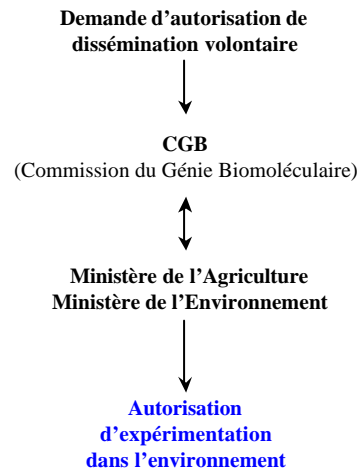 Demande d’autorisation de
dissémination volontaire
CGB
(Commission du Génie Biomoléculaire)
Ministère de l’Agriculture
Ministère de l’Environnement
Autorisation
d’expérimentation
dans l’environnement